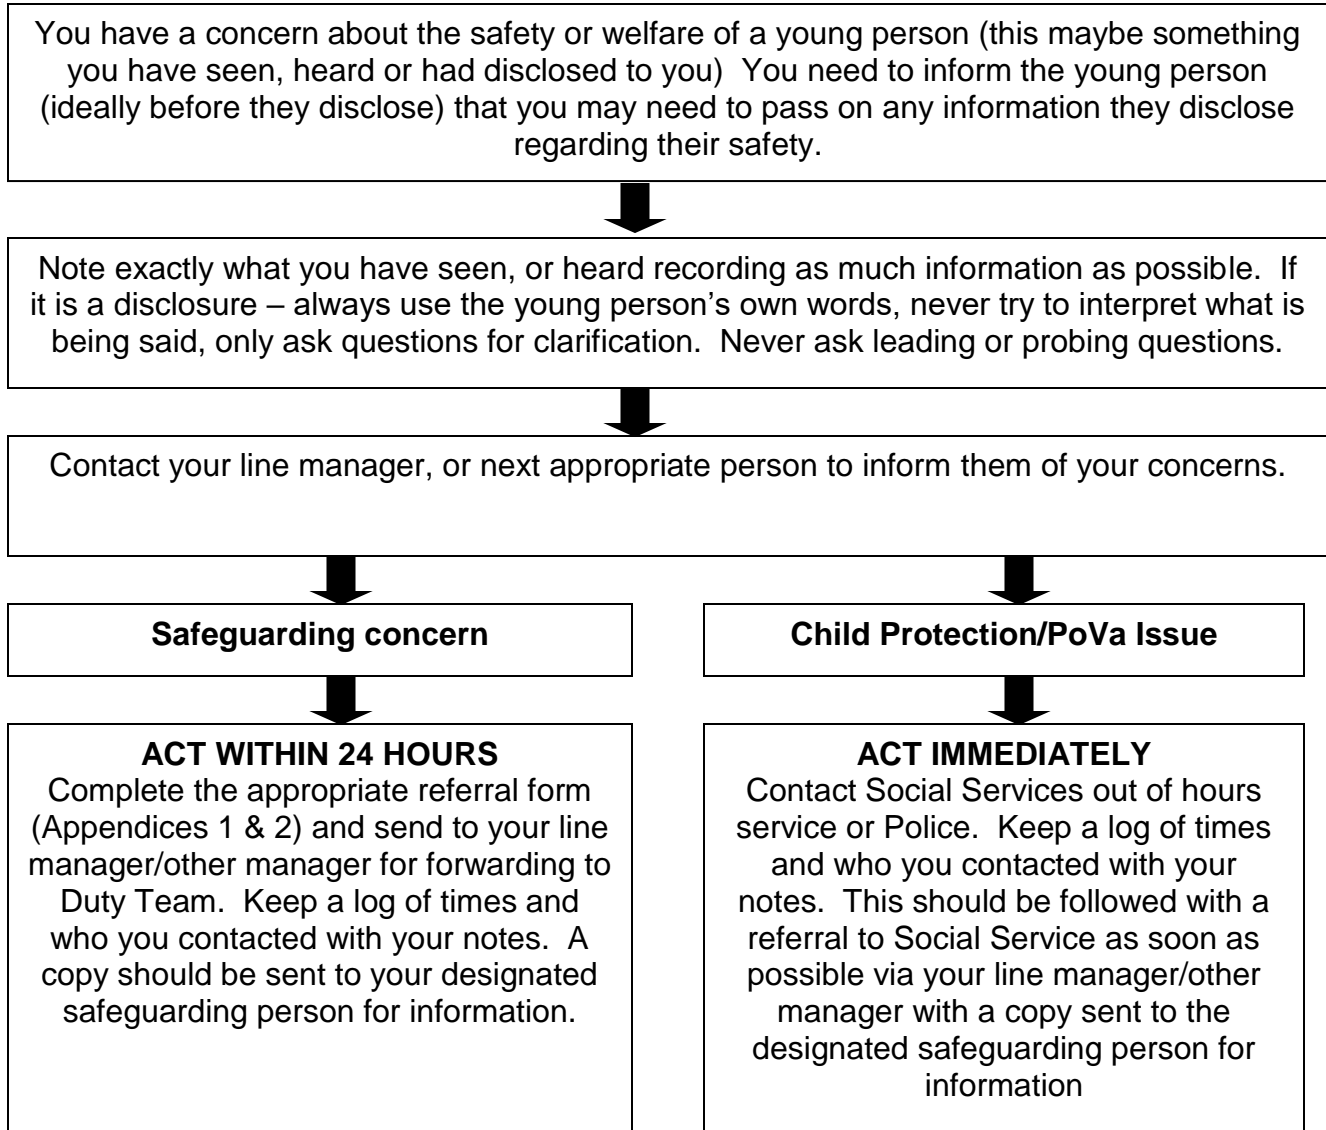 You have a concern about the safety or welfare of a young person (this maybe something
you have seen, heard or had disclosed to you)  You need to inform the young person
(ideally before they disclose) that you may need to pass on any information they disclose
regarding their safety.
Note exactly what you have seen, or heard recording as much information as possible.  If
it is a disclosure – always use the young person’s own words, never try to interpret what is
being said, only ask questions for clarification.  Never ask leading or probing questions.
Contact your line manager, or next appropriate person to inform them of your concerns.
Safeguarding concern
ACT WITHIN 24 HOURS
Complete the appropriate referral form
(Appendices 1 & 2) and send to your line
manager/other manager for forwarding to
Duty Team.  Keep a log of times and
who you contacted with your notes.  A
copy should be sent to your designated
safeguarding person for information.
Child Protection/PoVa Issue
ACT IMMEDIATELY
Contact Social Services out of hours
service or Police.  Keep a log of times
and who you contacted with your
notes.  This should be followed with a
referral to Social Service as soon as
possible via your line manager/other
manager with a copy sent to the
designated safeguarding person for
information